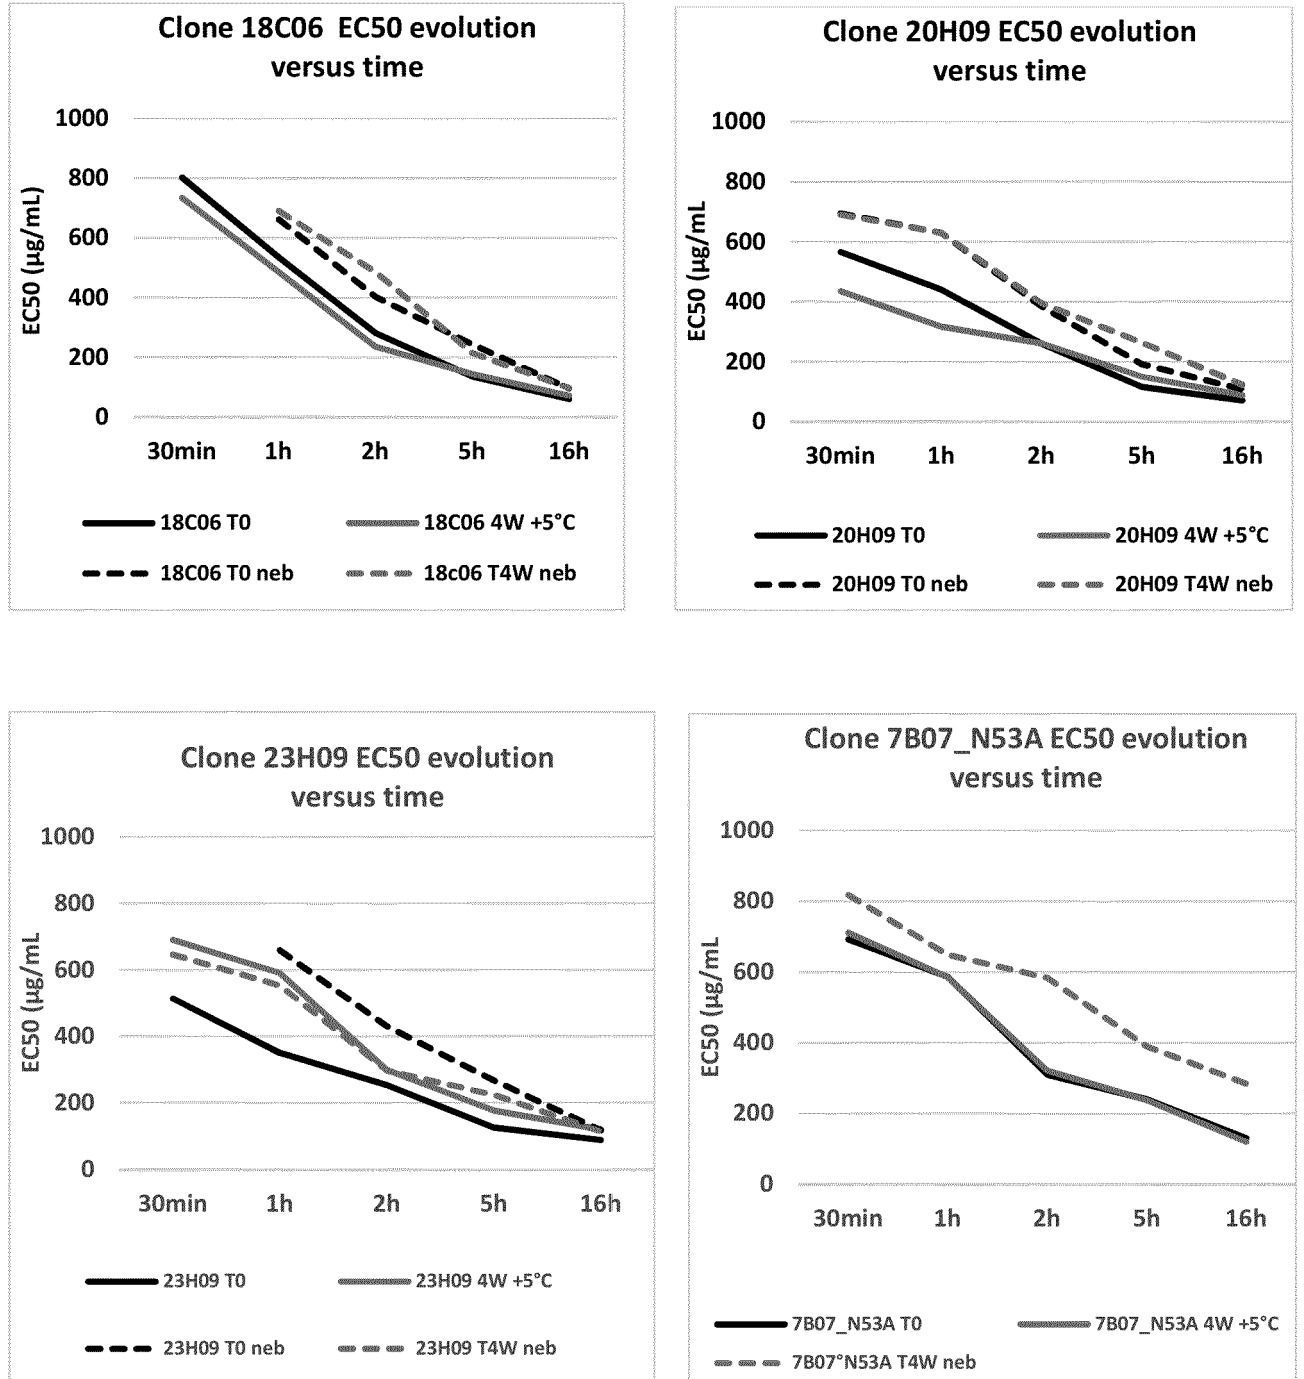 Clone 18C06 EC50 evolution
versus time
EC50 (µg/mL)
1000
800
600
400
200
0
30min 1h 2h 5h 16h
18C06 T0 18C06 4W +5°C
18C06 T0 neb 18c06 T4W neb
Clone 20H09 EC50 evolution
versus time
EC50 (µg/mL
1000
800
600
400
200
0
30min 1h 2h 5h 16h
20H09 T0 20H09 4W +5°C
20H09 T0 neb 20H09 T4W neb
Clone 23H09 EC50 evolution
versus time
EC50 (µg/mL
1000
800
600
400
200
0
30min 1h 2h 5h 16h
23H09 T0 23H09 4W +5°C
23H09 T0 neb 23H09 T4W neb
Clone 7B07_N53A EC50 evolution
versus time
EC50 (µg/mL
1000
800
600
400
200
0
30min 1h 2h 5h 16h
7B07_N53A T0 7B07_N53A 4W +5°C
7B07°N53A T4W neb